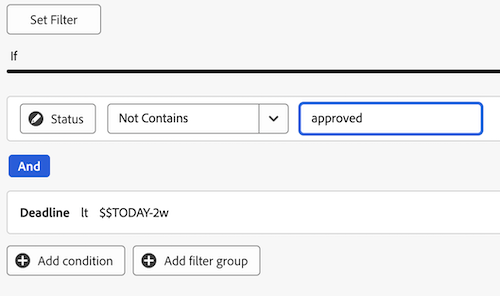 Set Filter
If
Status Not Contains approved
And
Deadline lt $$TODAY-2w
Add condition Add filter group